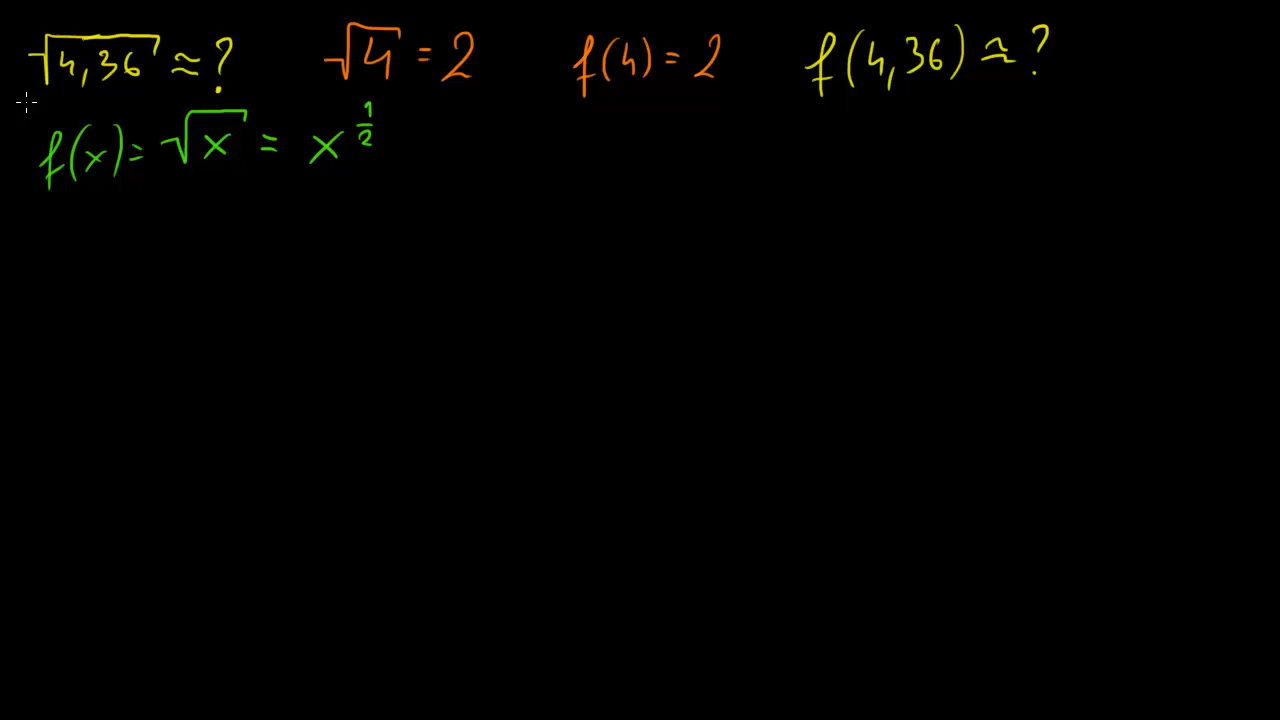 √4,36 ≈ ? √4 = 2 f(4) = 2 f(4,36) ≈ ?
f(x) = √x = x^(1/2)